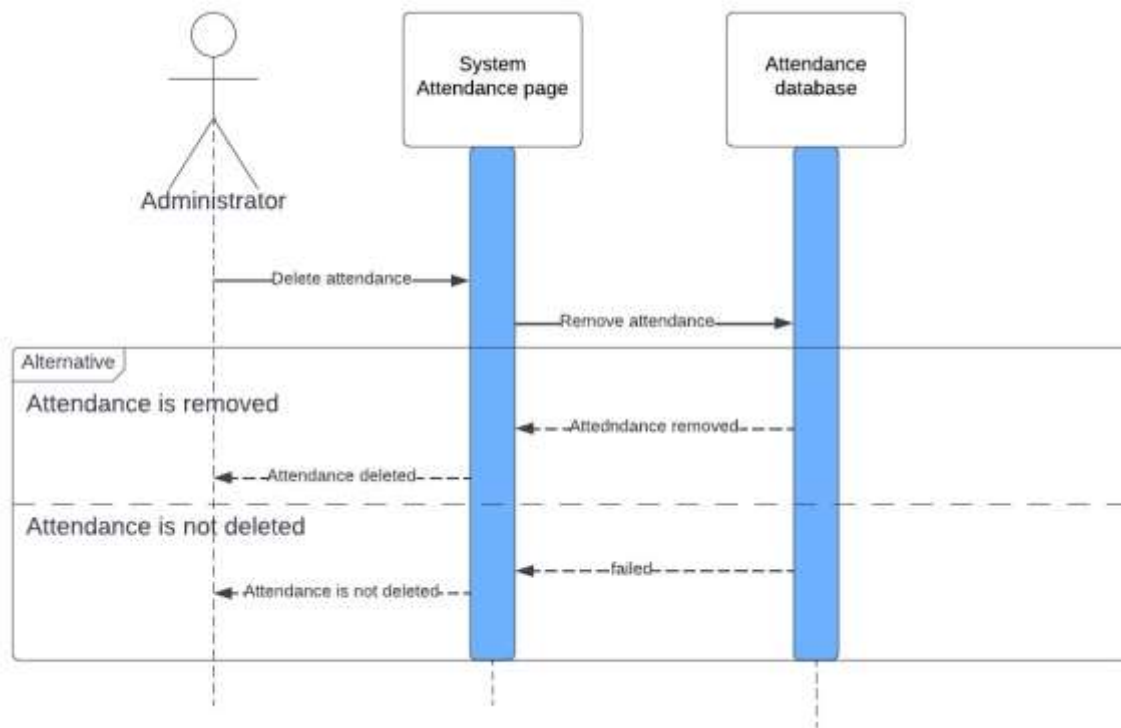 System
Attendance page
Attendance
database
Administrator
Delete attendance
Remove attendance
Alternative
Attendance is removed
Attedndance removed
Attendance deleted
Attendance is not deleted
failed
Attendance is not deleted